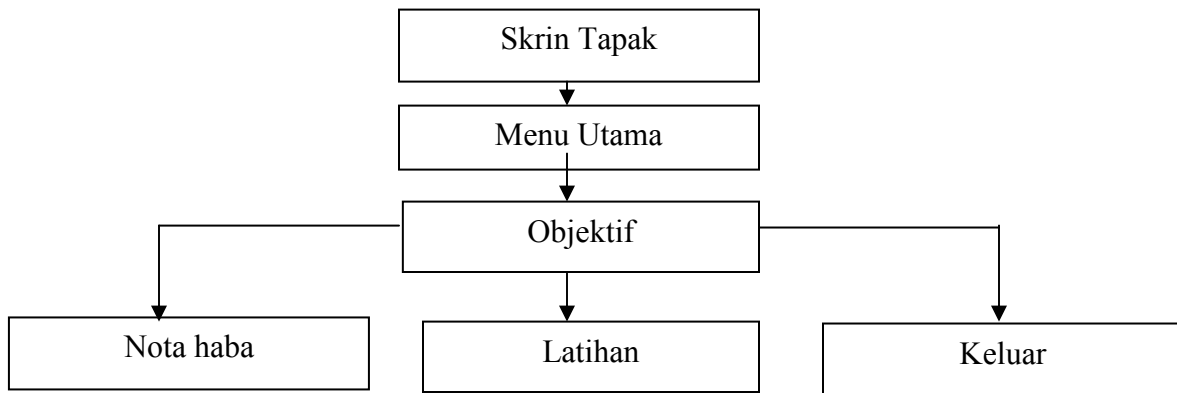 Skrin Tapak
Menu Utama
Objektif
Nota haba
Latihan
Keluar